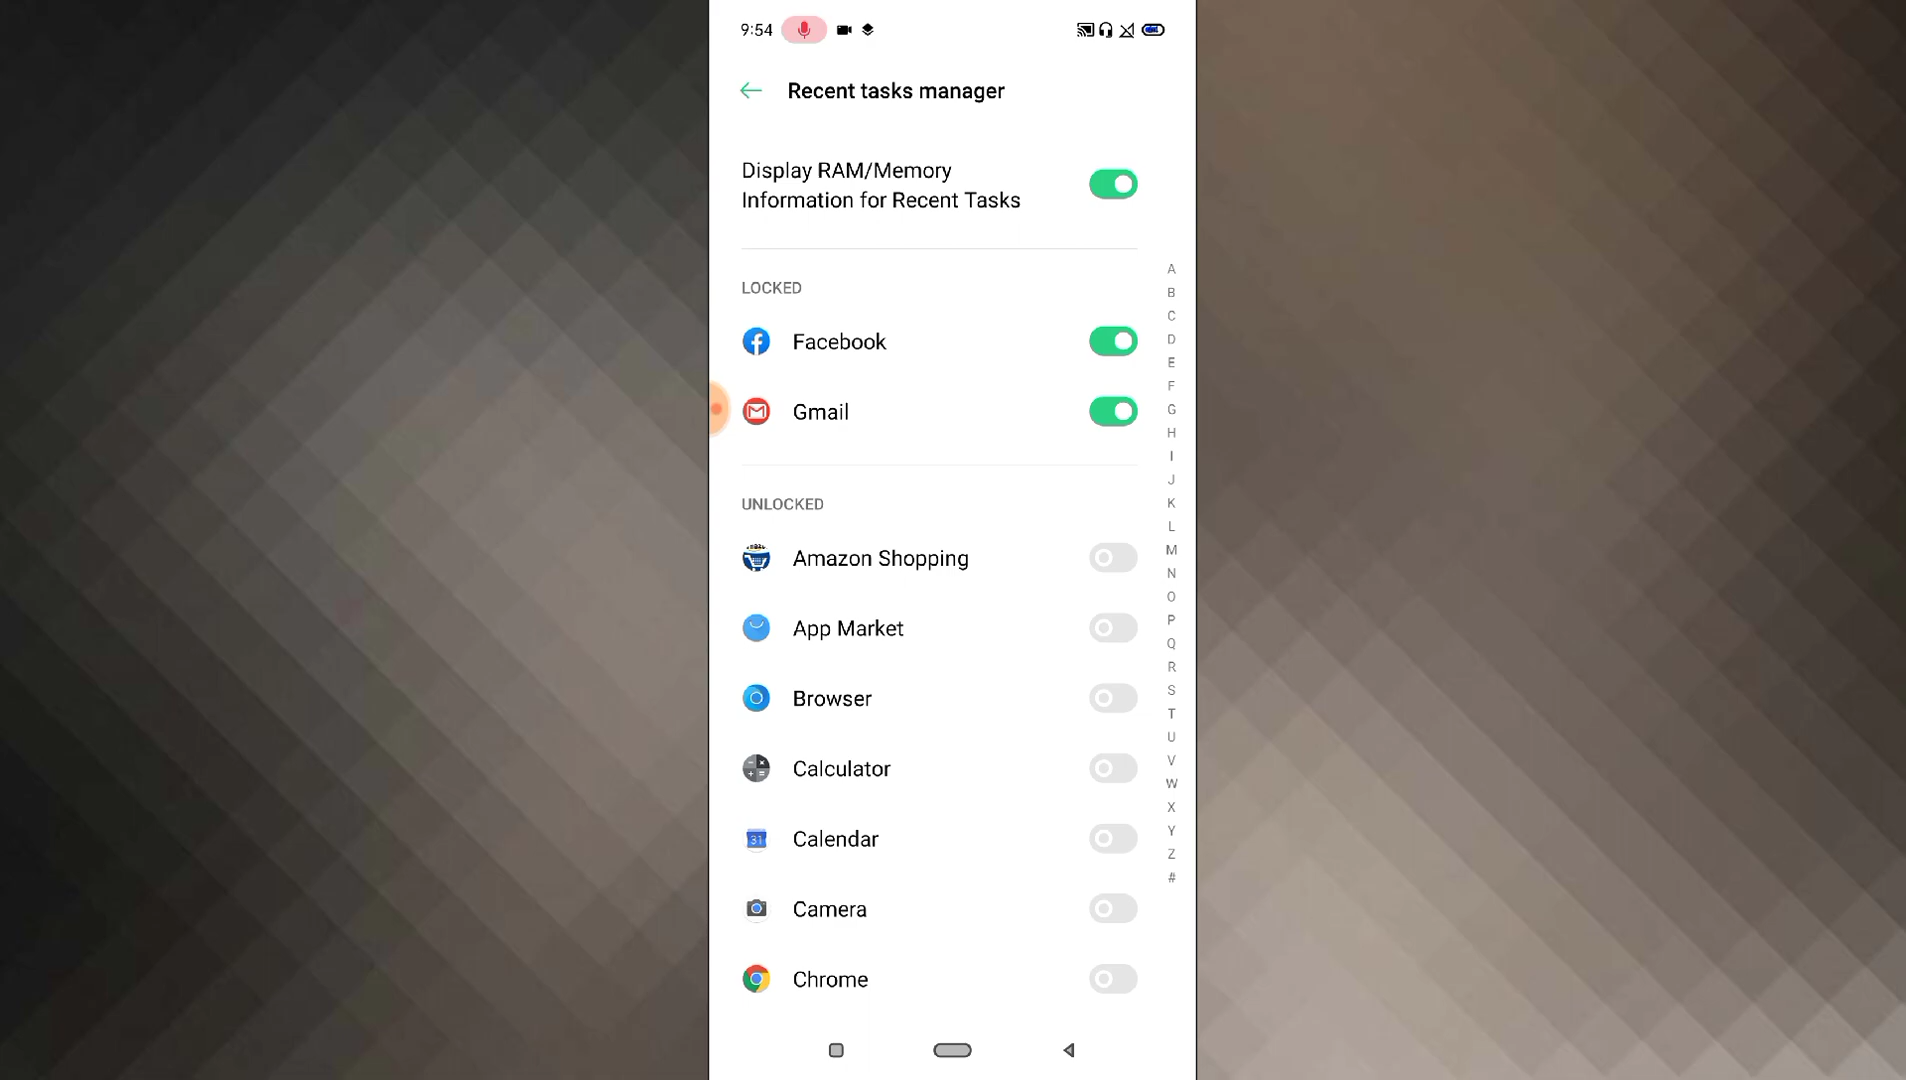 9:54
Recent tasks manager
Display RAM/Memory
Information for Recent Tasks
LOCKED
Facebook
Gmail
UNLOCKED
Amazon Shopping
App Market
Browser
Calculator
31
Calendar
Camera
Chrome
A
B
C
D
E
F
G
H
I
J
K
L
M
N
O
P
Q
R
S
T
U
V
W
X
Y
Z
#